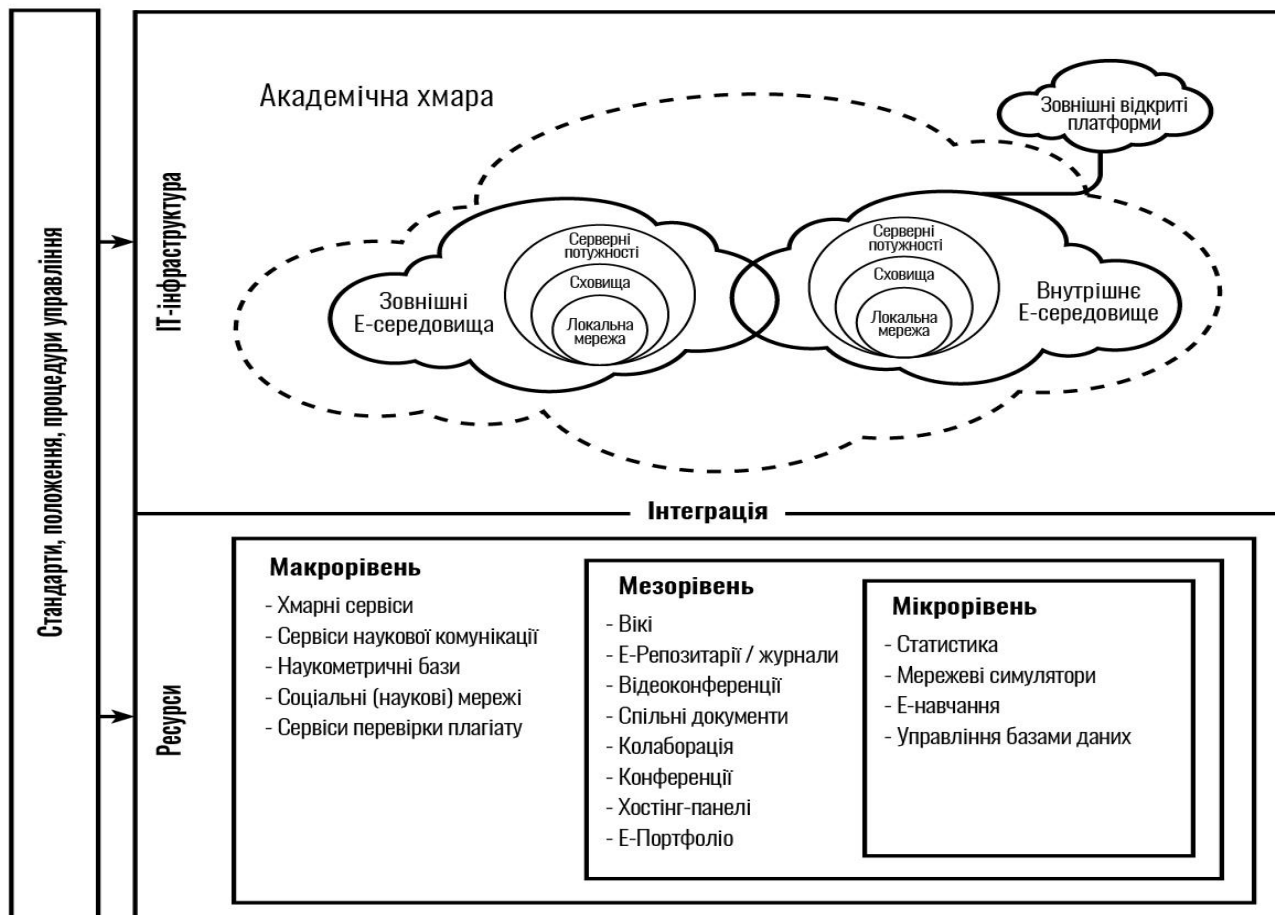 Стандарти, положення, процедури управління
ІТ-інфраструктура
Академічна хмара
Зовнішні відкриті
платформи
Зовнішні
Е-середовища
Серверні
потужності
Сховища
Локальна
мережа
Серверні
потужності
Сховища
Локальна
мережа
Внутрішнє
Е-середовище
Інтеграція
Ресурси
Макрорівень
- Хмарні сервіси
- Сервіси наукової комунікації
- Наукометричні бази
- Соціальні (наукові) мережі
- Сервіси перевірки плагіату
Мезорівень
- Вікі
- Е-Репозитарії / журнали
- Відеоконференції
- Спільні документи
- Колаборація
- Конференції
- Хостінг-панелі
- Е-Портфоліо
Мікрорівень
- Статистика
- Мережеві симулятори
- Е-навчання
- Управління базами даних